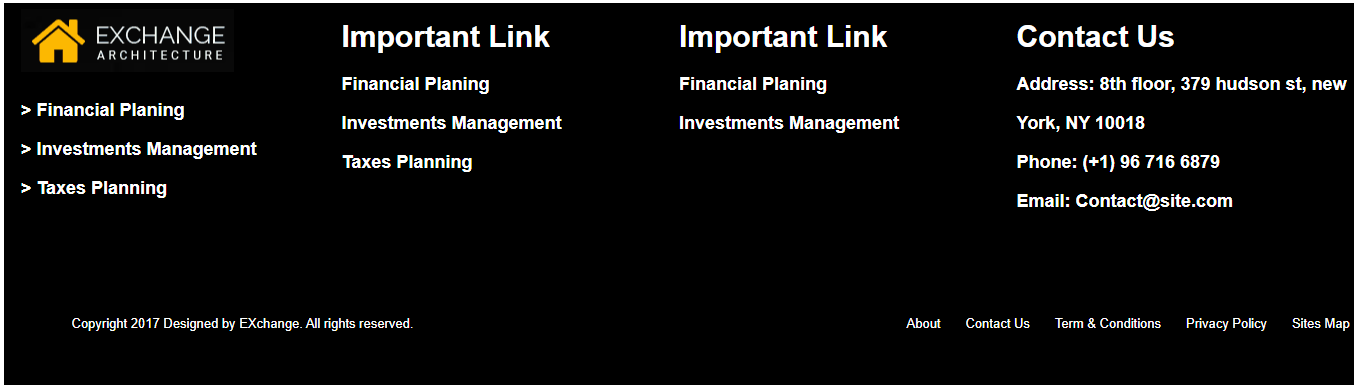 EXCHANGE
ARCHITECTURE
> Financial Planing
> Investments Management
> Taxes Planning
Important Link
Financial Planing
Investments Management
Taxes Planning
Important Link
Financial Planing
Investments Management
Contact Us
Address: 8th floor, 379 hudson st, new
York, NY 10018
Phone: (+1) 96 716 6879
Email: Contact@site.com
Copyright 2017 Designed by EXchange. All rights reserved.
About Contact Us Term & Conditions Privacy Policy Sites Map